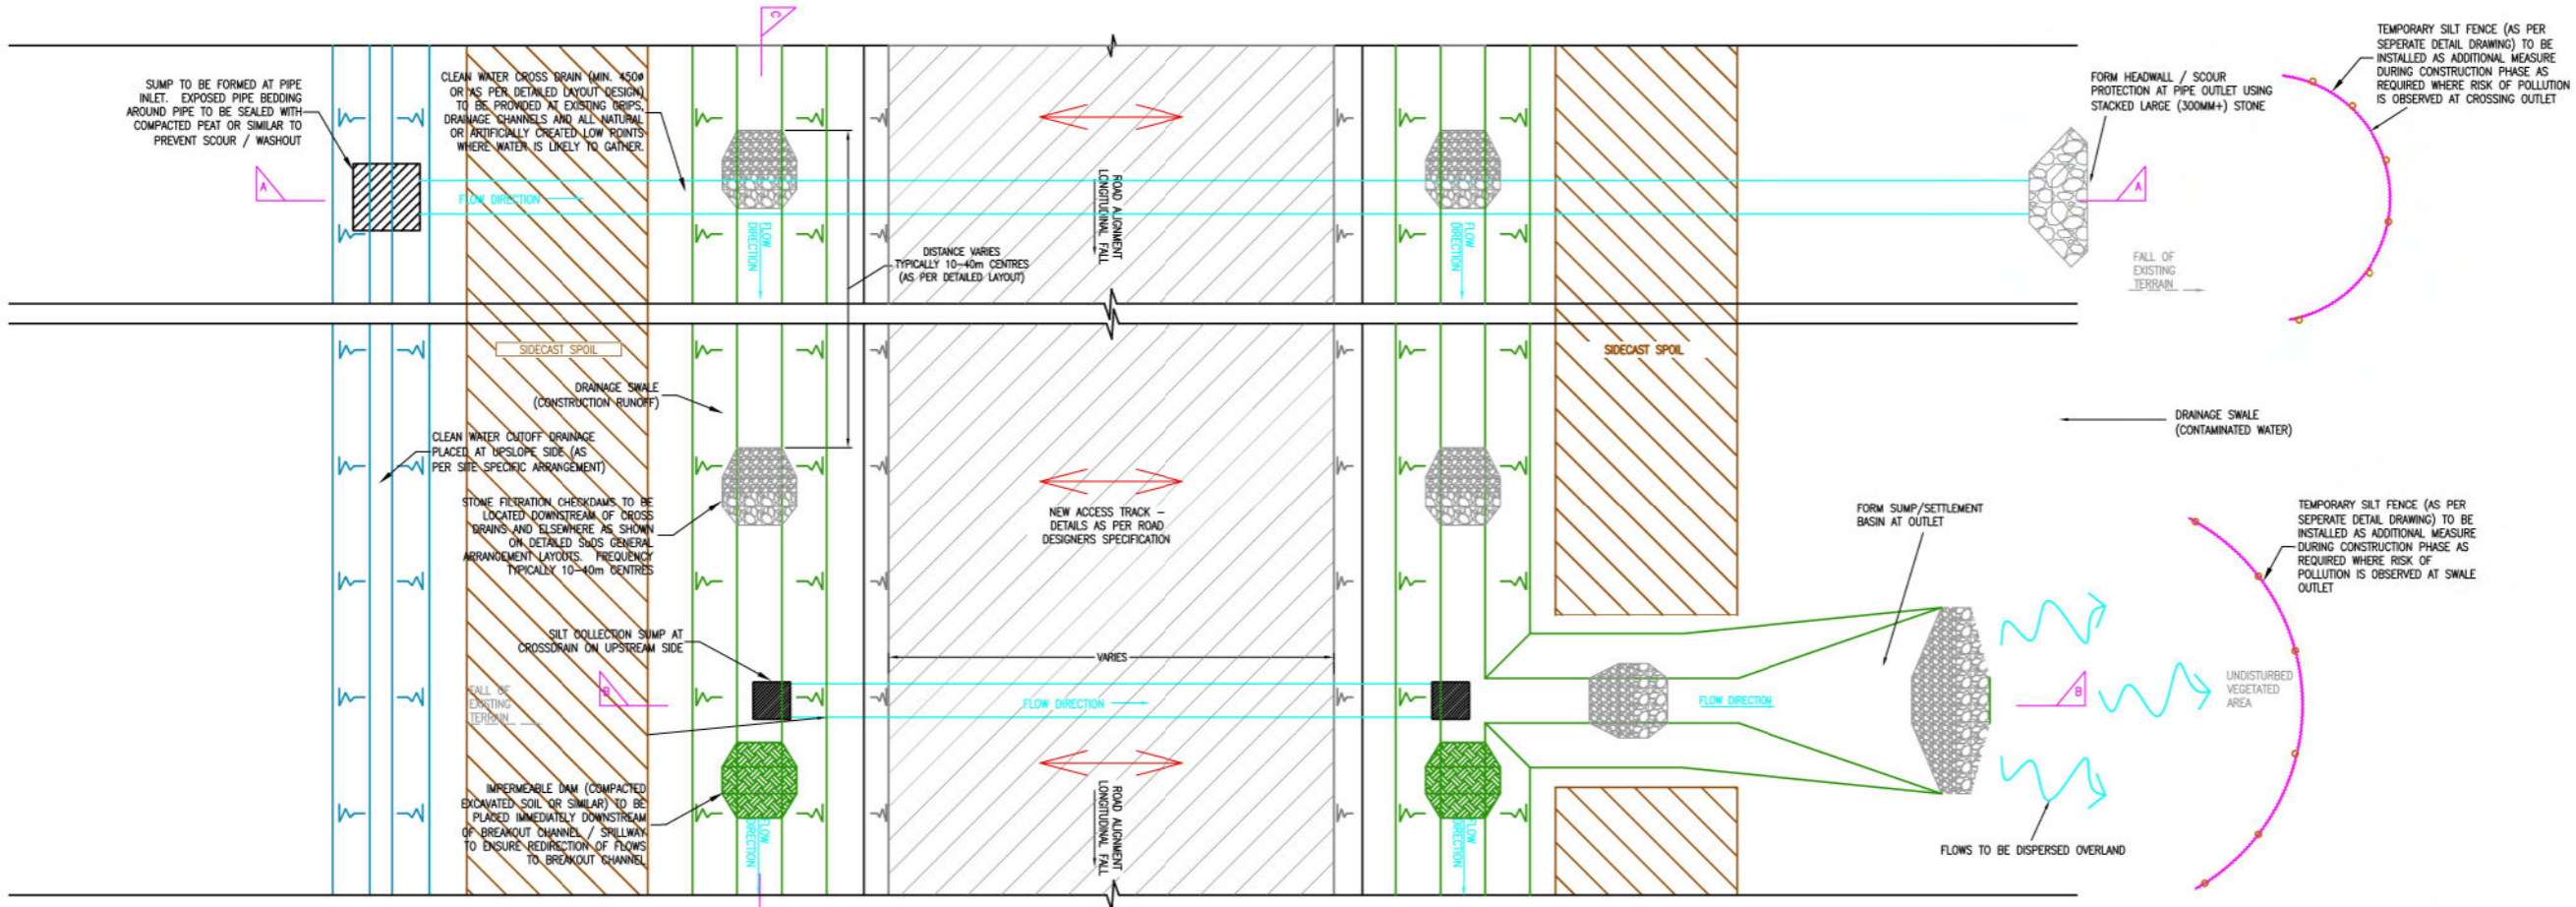 C
SUMP TO BE FORMED AT PIPE
INLET. EXPOSED PIPE BEDDING
AROUND PIPE TO BE SEALED WITH
COMPACTED PEAT OR SIMILAR TO
PREVENT SCOUR / WASHOUT
CLEAN WATER CROSS DRAIN (MIN. 450ø
OR AS PER DETAILED LAYOUT DESIGN)
TO BE PROVIDED AT EXISTING GRIPS,
DRAINAGE CHANNELS AND ALL NATURAL
OR ARTIFICIALLY CREATED LOW POINTS
WHERE WATER IS LIKELY TO GATHER.
FORM HEADWALL / SCOUR
PROTECTION AT PIPE OUTLET USING
STACKED LARGE (300MM+) STONE
TEMPORARY SILT FENCE (AS PER
SEPERATE DETAIL DRAWING) TO BE
INSTALLED AS ADDITIONAL MEASURE
DURING CONSTRUCTION PHASE AS
REQUIRED WHERE RISK OF POLLUTION
IS OBSERVED AT CROSSING OUTLET
A
FLOW DIRECTION
FLOW
DIRECTION
ROAD ALIGNMENT
LONGITUDINAL FALL
FLOW
DIRECTION
A
DISTANCE VARIES
TYPICALLY 10-40m CENTRES
(AS PER DETAILED LAYOUT)
FALL OF
EXISTING
TERRAIN
SIDECAST SPOIL
SIDECAST SPOIL
DRAINAGE SWALE
(CONSTRUCTION RUNOFF)
DRAINAGE SWALE
(CONTAMINATED WATER)
CLEAN WATER CUTOFF DRAINAGE
PLACED AT UPSLOPE SIDE (AS
PER SITE SPECIFIC ARRANGEMENT)
STONE FILTRATION CHECKDAMS TO BE
LOCATED DOWNSTREAM OF CROSS
DRAINS AND ELSEWHERE AS SHOWN
ON DETAILED SuDS GENERAL
ARRANGEMENT LAYOUTS. FREQUENCY
TYPICALLY 10-40m CENTRES
NEW ACCESS TRACK -
DETAILS AS PER ROAD
DESIGNERS SPECIFICATION
FORM SUMP/SETTLEMENT
BASIN AT OUTLET
TEMPORARY SILT FENCE (AS PER
SEPERATE DETAIL DRAWING) TO BE
INSTALLED AS ADDITIONAL MEASURE
DURING CONSTRUCTION PHASE AS
REQUIRED WHERE RISK OF
POLLUTION IS OBSERVED AT SWALE
OUTLET
SILT COLLECTION SUMP AT
CROSSDRAIN ON UPSTREAM SIDE
VARIES
FALL OF
EXISTING
TERRAIN
B
FLOW DIRECTION
FLOW DIRECTION
B
UNDISTURBED
VEGETATED
AREA
IMPERMEABLE DAM (COMPACTED
EXCAVATED SOIL OR SIMILAR) TO BE
PLACED IMMEDIATELY DOWNSTREAM
OF BREAKOUT CHANNEL / SPILLWAY
TO ENSURE REDIRECTION OF FLOWS
TO BREAKOUT CHANNEL
FLOW
DIRECTION
ROAD ALIGNMENT
LONGITUDINAL FALL
FLOW
DIRECTION
FLOWS TO BE DISPERSED OVERLAND